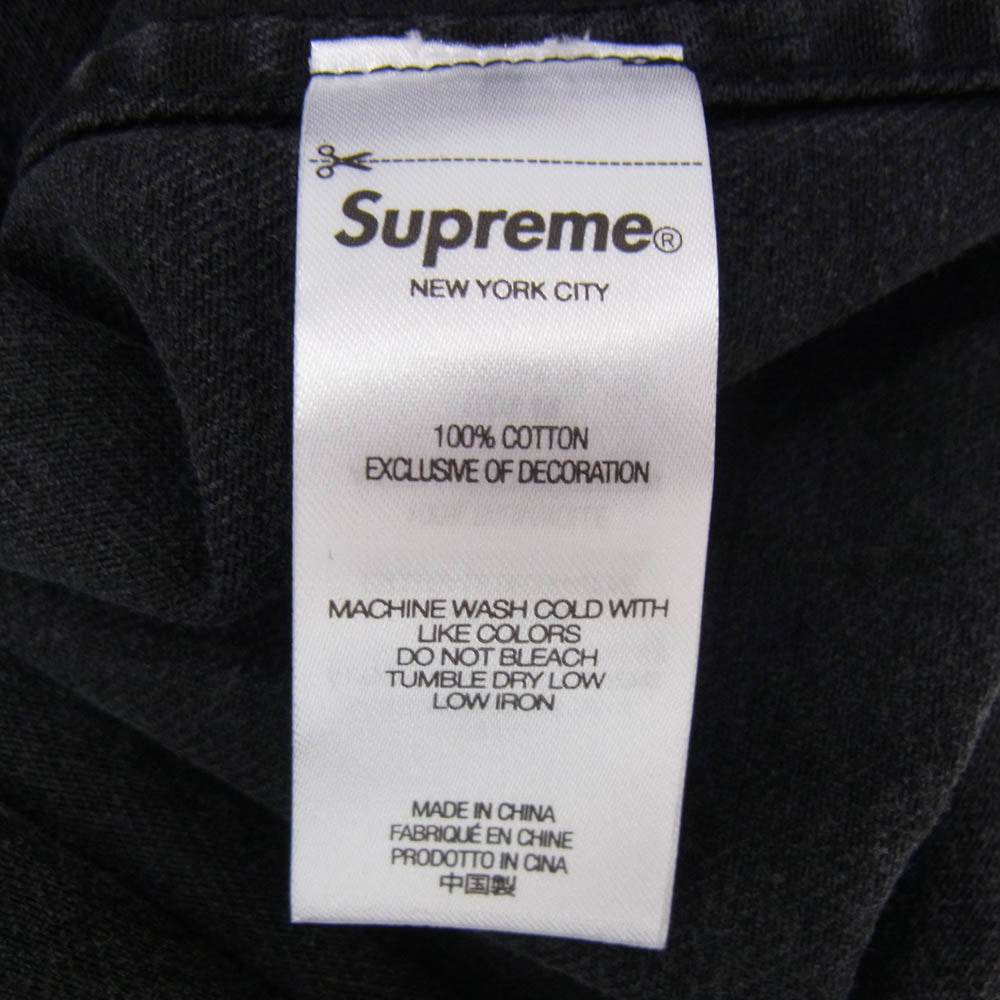 Supreme®
NEW YORK CITY
100% COTTON
EXCLUSIVE OF DECORATION
MACHINE WASH COLD WITH
LIKE COLORS
DO NOT BLEACH
TUMBLE DRY LOW
LOW IRON
MADE IN CHINA
FABRIQUÉ EN CHINE
PRODOTTO IN CINA
中国製